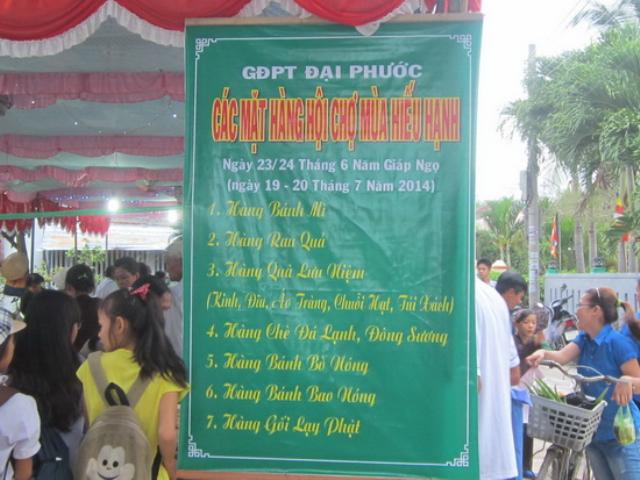 GĐPT ĐẠI PHƯỚC
CÁC MẶT HÀNG HỘI CHỢ MÙA HIẾU HẠNH
Ngày 23/24 Tháng 6 Năm Giáp Ngọ
(ngày 19 - 20 Tháng 7 Năm 2014)
1. Hàng Bánh Mì
2. Hàng Rau Quả
3. Hàng Quà Lưu Niệm
(Kinh, Đĩa, Áo Tràng, Chuỗi Hạt, Túi Xách)
4. Hàng Chè Đá Lạnh, Đông Sương
5. Hàng Bánh Bò Nóng
6. Hàng Bánh Bao Nóng
7. Hàng Gối Lạy Phật